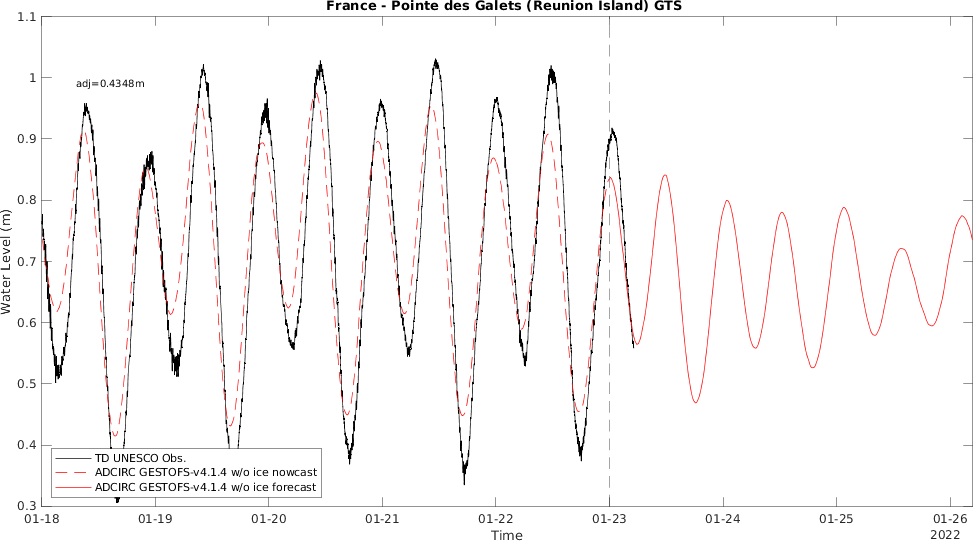 France - Pointe des Galets (Reunion Island) GTS
1.1
1
0.9
0.8
0.7
0.6
0.5
0.4
0.3
Water Level (m)
adj=0.4348m
TD UNESCO Obs.
ADCIRC GESTOFS-v4.1.4 w/o ice nowcast
ADCIRC GESTOFS-v4.1.4 w/o ice forecast
01-18 01-19 01-20 01-21 01-22 01-23 01-24 01-25 01-26
2022
Time